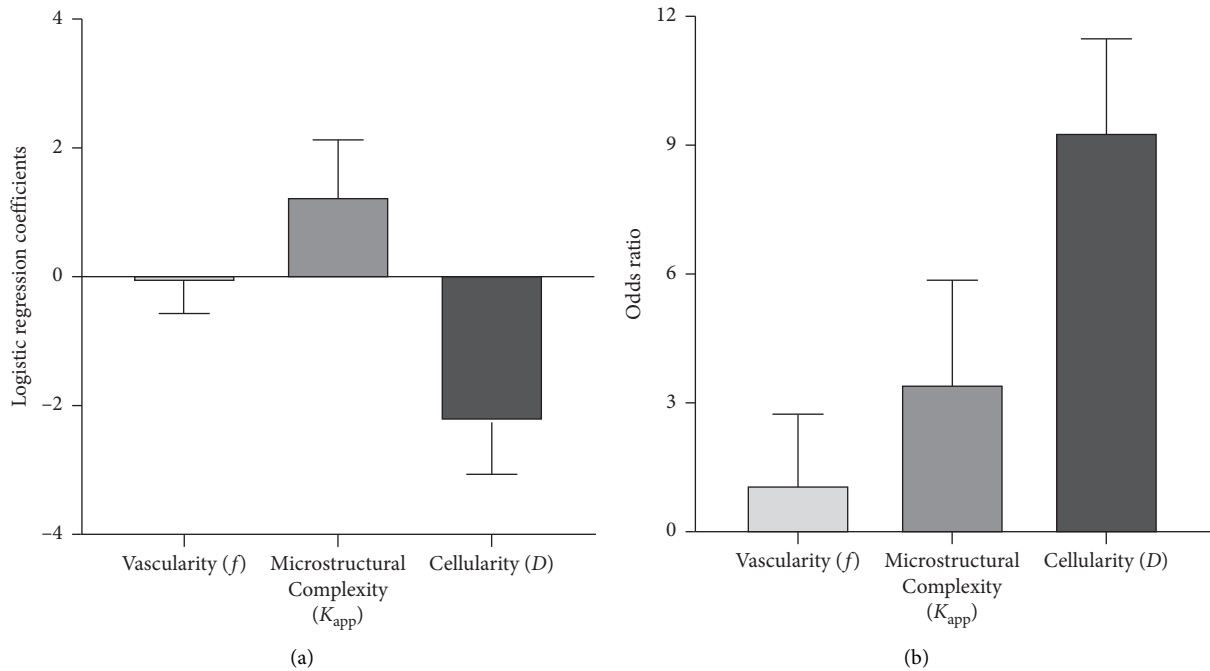 Logistic regression coefficients
4
2
0
−2
−4
Vascularity (f)
Microstructural
Complexity
(Kapp)
Cellularity (D)
(a)
Odds ratio
12
9
6
3
0
Vascularity (f)
Microstructural
Complexity
(Kapp)
Cellularity (D)
(b)